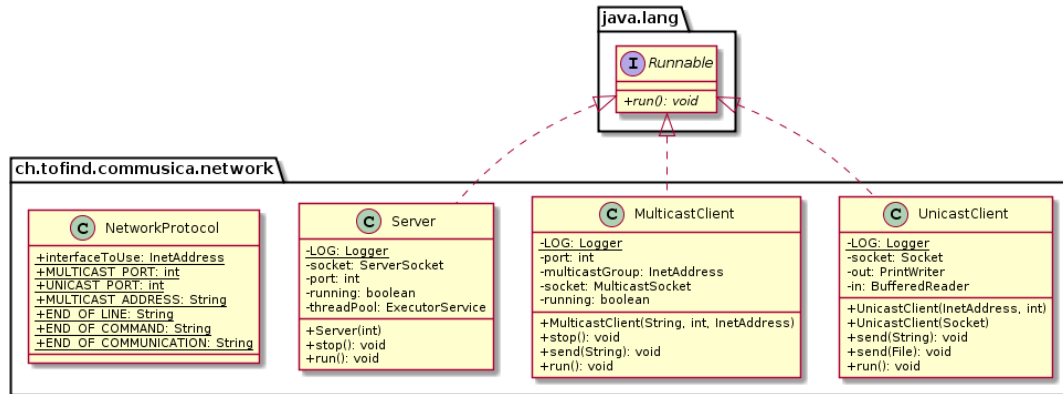 java.lang
I Runnable
+run(): void
ch.tofind.commusica.network
C NetworkProtocol
+interfaceToUse: InetAddress
+MULTICAST_PORT: int
+UNICAST_PORT: int
+MULTICAST_ADDRESS: String
+END_OF_LINE: String
+END_OF_COMMAND: String
+END_OF_COMMUNICATION: String
C Server
-LOG: Logger
-socket: ServerSocket
-port: int
-running: boolean
-threadPool: ExecutorService
+Server(int)
+stop(): void
+run(): void
C MulticastClient
-LOG: Logger
-port: int
-multicastGroup: InetAddress
-socket: MulticastSocket
-running: boolean
+MulticastClient(String, int, InetAddress)
+stop(): void
+send(String): void
+run(): void
C UnicastClient
-LOG: Logger
-socket: Socket
-out: PrintWriter
-in: BufferedReader
+UnicastClient(InetAddress, int)
+UnicastClient(Socket)
+send(String): void
+send(File): void
+run(): void